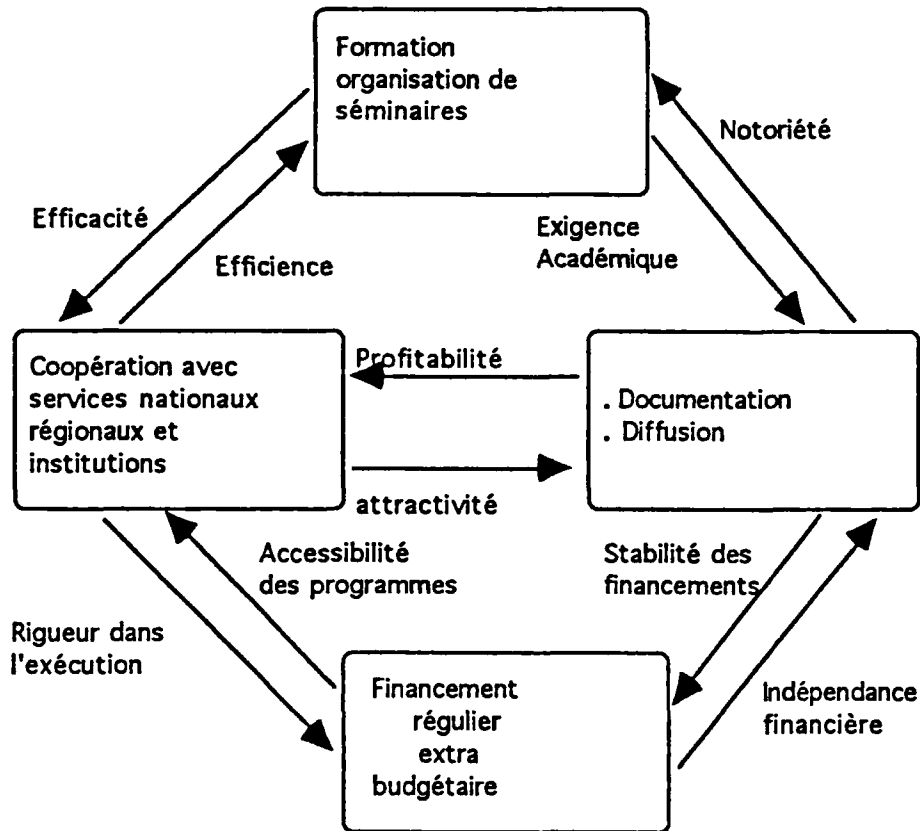 Formation
organisation de
séminaires
Notoriété
Efficacité
Efficience
Exigence
Académique
Coopération avec
services nationaux
régionaux et
institutions
Profitabilité
. Documentation
. Diffusion
attractivité
Accessibilité
des programmes
Stabilité des
financements
Rigueur dans
l'exécution
Financement
régulier
extra
budgétaire
Indépendance
financière